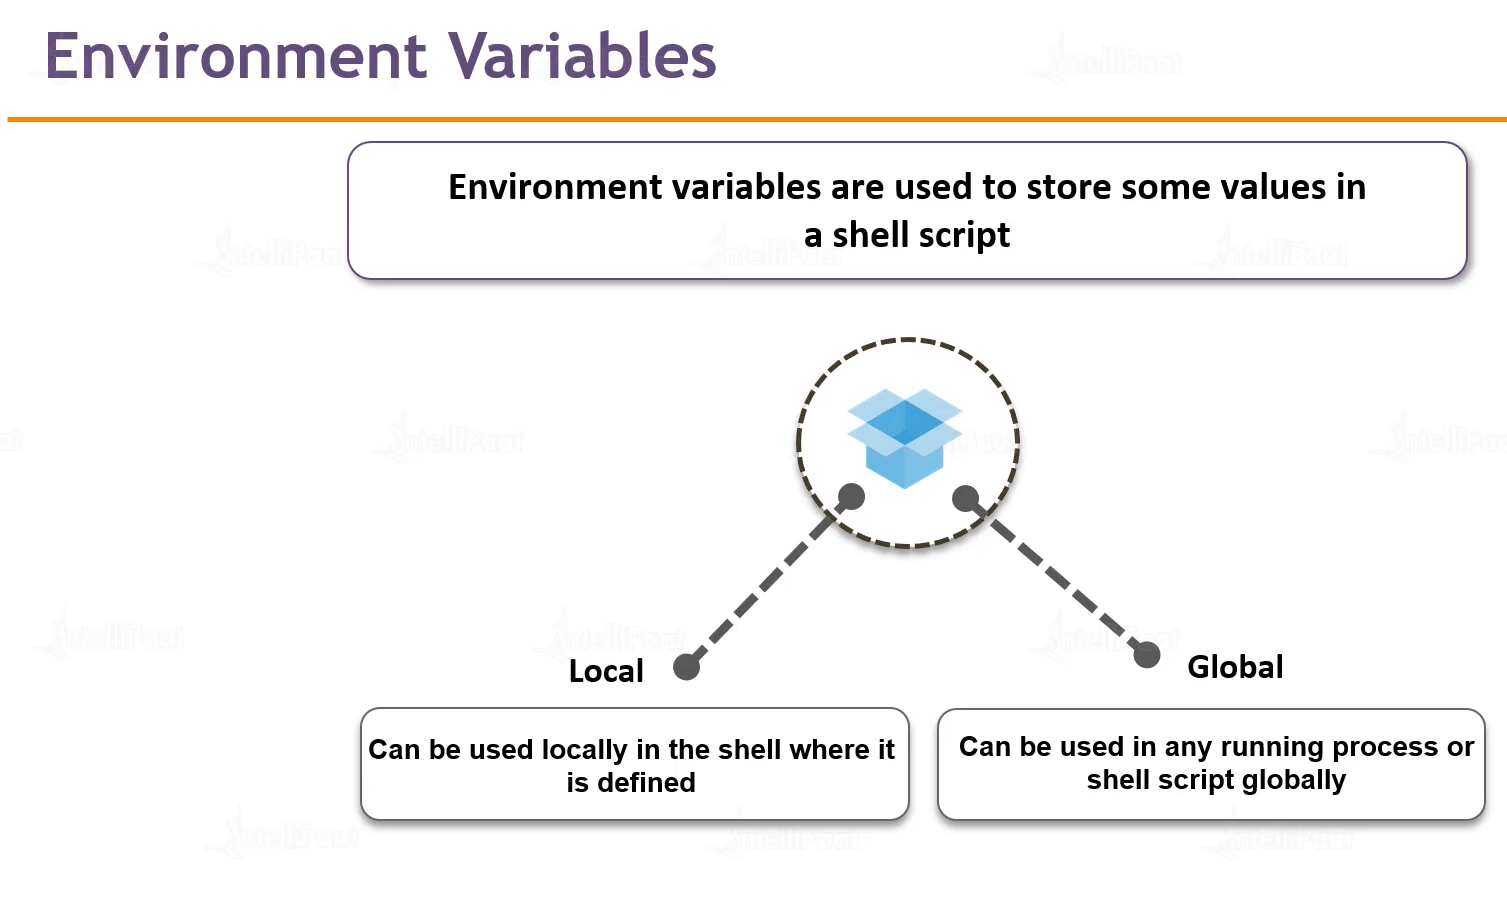 Environment Variables
Environment variables are used to store some values in
a shell script
Local
Global
Can be used locally in the shell where it
is defined
Can be used in any running process or
shell script globally